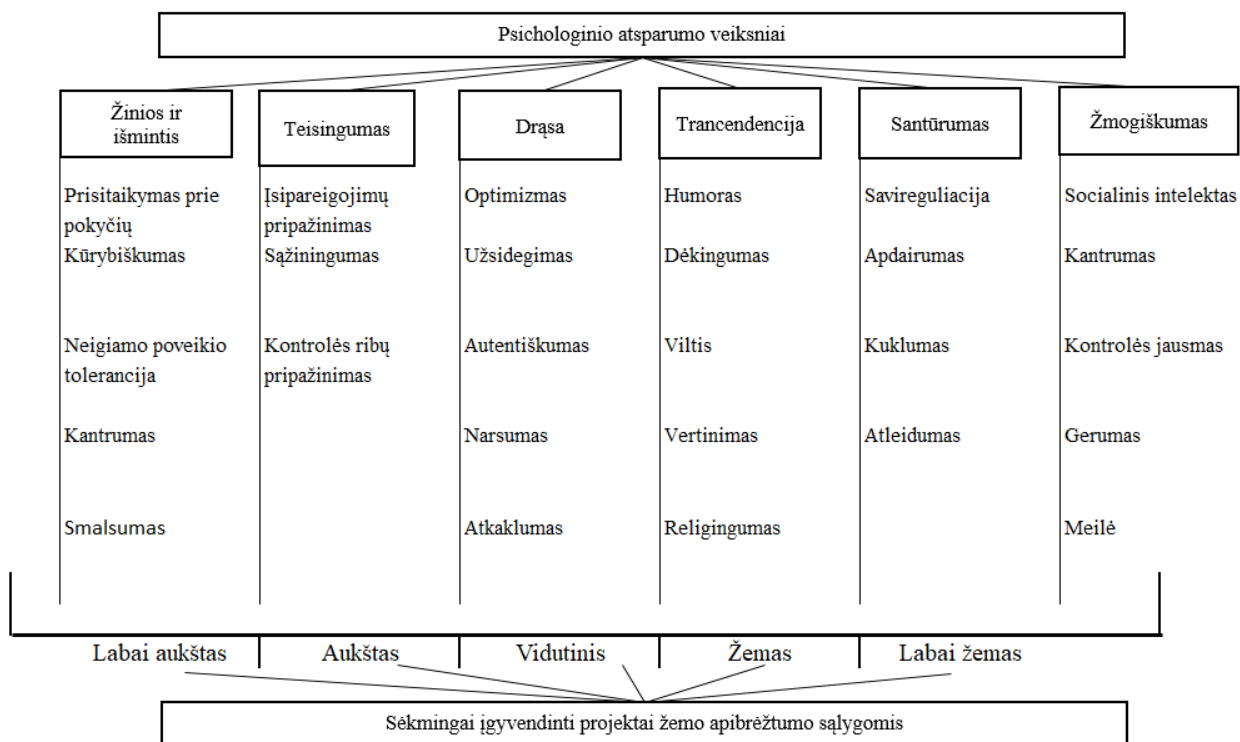 Psichologinio atsparumo veiksniai
Žinios ir
išmintis
Teisingumas
Drąsa
Trancendencija
Santūrumas
Žmogiškumas
Prisitaikymas prie
pokyčių
Kūrybiškumas
Neigiamo poveikio
tolerancija
Kantrumas
Smalsumas
Įsipareigojimų
pripažinimas
Sąžiningumas
Kontrolės ribų
pripažinimas
Optimizmas
Užsidegimas
Autentiškumas
Narsumas
Atkaklumas
Humoras
Dėkingumas
Viltis
Vertinimas
Religingumas
Savireguliacija
Apdairumas
Kuklumas
Atleidumas
Socialinis intelektas
Kantrumas
Kontrolės jausmas
Gerumas
Meilė
Labai aukštas
Aukštas
Vidutinis
Žemas
Labai žemas
Sėkmingai įgyvendinti projektai žemo apibrėžtumo sąlygomis